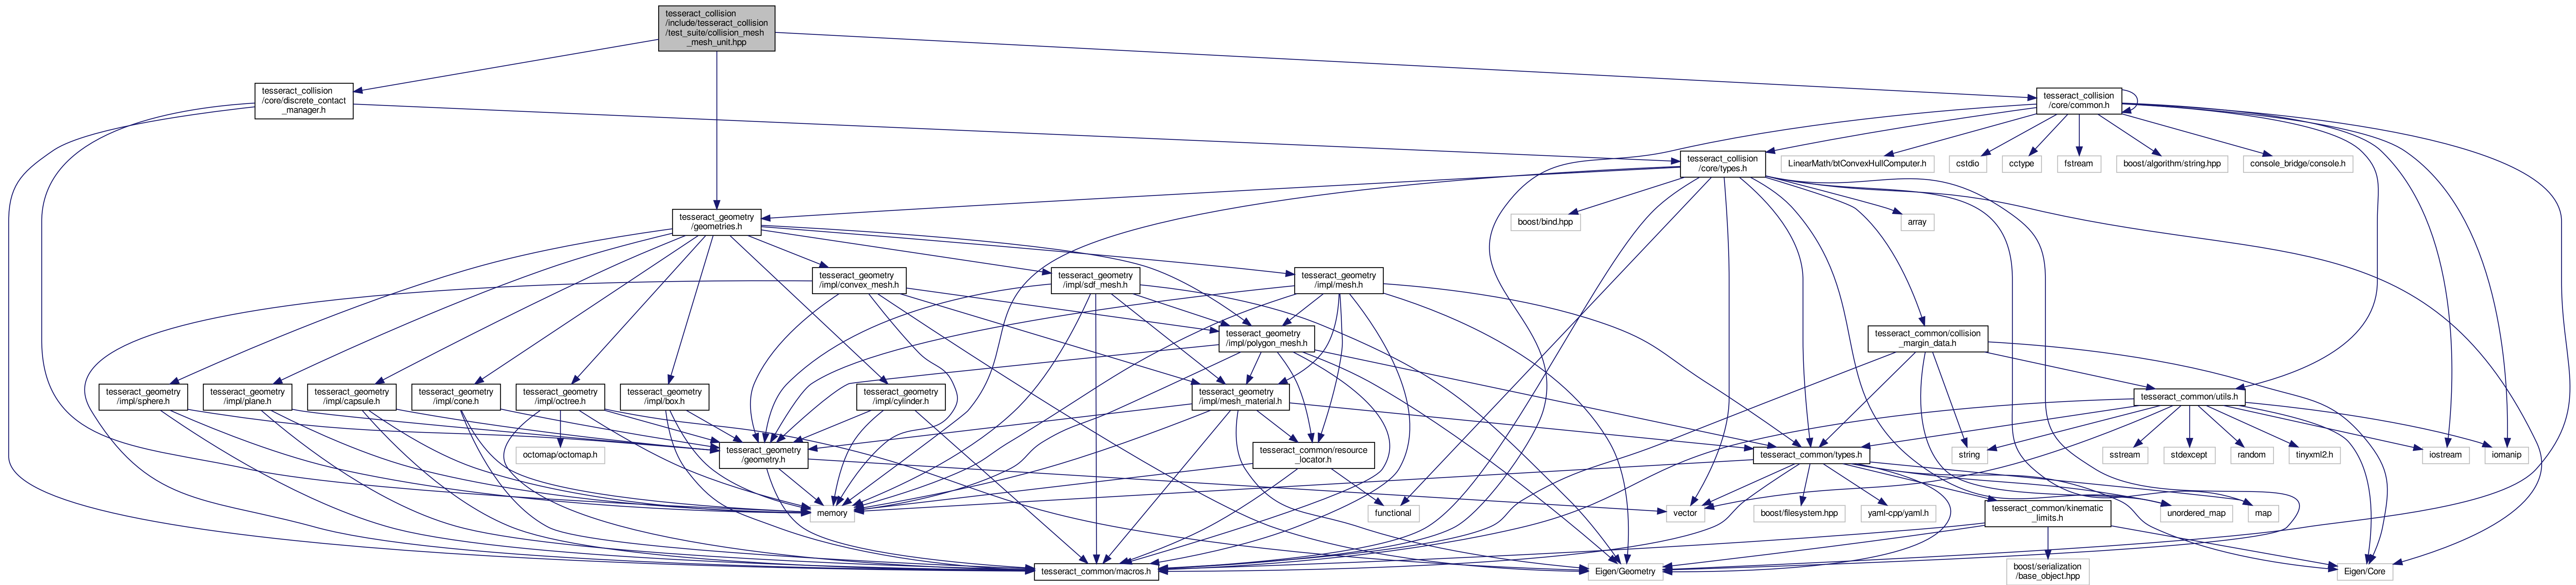 tesseract_collision
/include/tesseract_collision
/test_suite/collision_mesh
_mesh_unit.hpp
tesseract_collision
/core/discrete_contact
_manager.h
tesseract_collision
/core/common.h
tesseract_collision
/core/types.h
LinearMath/btConvexHullComputer.h
cstdio
cctype
fstream
boost/algorithm/string.hpp
console_bridge/console.h
tesseract_geometry
/geometries.h
boost/bind.hpp
array
tesseract_geometry
/impl/convex_mesh.h
tesseract_geometry
/impl/sdf_mesh.h
tesseract_geometry
/impl/mesh.h
tesseract_geometry
/impl/polygon_mesh.h
tesseract_common/collision
_margin_data.h
tesseract_geometry
/impl/sphere.h
tesseract_geometry
/impl/plane.h
tesseract_geometry
/impl/capsule.h
tesseract_geometry
/impl/cone.h
tesseract_geometry
/impl/octree.h
tesseract_geometry
/impl/box.h
tesseract_geometry
/impl/cylinder.h
tesseract_geometry
/impl/mesh_material.h
tesseract_common/utils.h
octomap/octomap.h
tesseract_geometry
/geometry.h
tesseract_common/resource
_locator.h
tesseract_common/types.h
string
sstream
stdexcept
random
tinyxml2.h
iostream
iomanip
memory
functional
vector
boost/filesystem.hpp
yaml-cpp/yaml.h
tesseract_common/kinematic
_limits.h
unordered_map
map
tesseract_common/macros.h
Eigen/Geometry
boost/serialization
/base_object.hpp
Eigen/Core